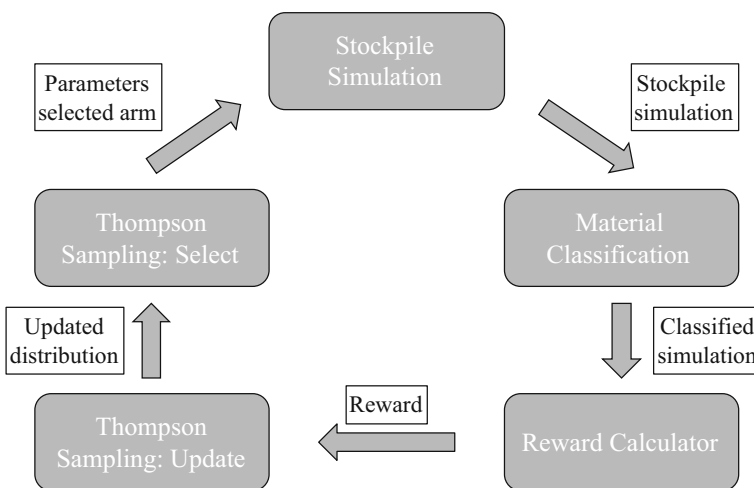 Stockpile
Simulation
Parameters
selected arm
Stockpile
simulation
Thompson
Sampling: Select
Material
Classification
Updated
distribution
Classified
simulation
Thompson
Sampling: Update
Reward
Reward Calculator